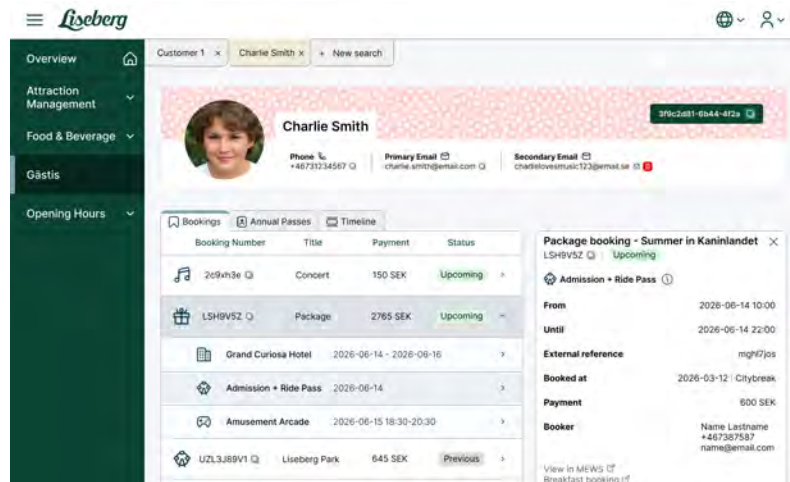 Liseberg
Customer 1 x Charlie Smith x + New search
Overview
Attraction Management
Food & Beverage
Gästis
Opening Hours
3f9c2d81-6b44-4f2a
Charlie Smith
Phone Primary Email Secondary Email
+46731234567 charlie.smith@email.com charlielovesmusic123@email.se
Bookings Annual Passes Timeline
Booking Number Title Payment Status
2c9xh3e Concert 150 SEK Upcoming
LSH9V5Z Package 2765 SEK Upcoming
Grand Curiosa Hotel 2026-06-14 - 2026-06-16
Admission + Ride Pass 2026-06-14
Amusement Arcade 2026-06-15 18:30-20:30
UZL3J89V1 Liseberg Park 645 SEK Previous
Package booking - Summer in Kaninlandet
LSH9V5Z Upcoming
Admission + Ride Pass
From 2026-06-14 10:00
Until 2026-06-14 22:00
External reference mghl7jos
Booked at 2026-03-12 | Citybreak
Payment 600 SEK
Booker Name Lastname
+467387587
name@email.com
View in MEWS
Breakfast booking